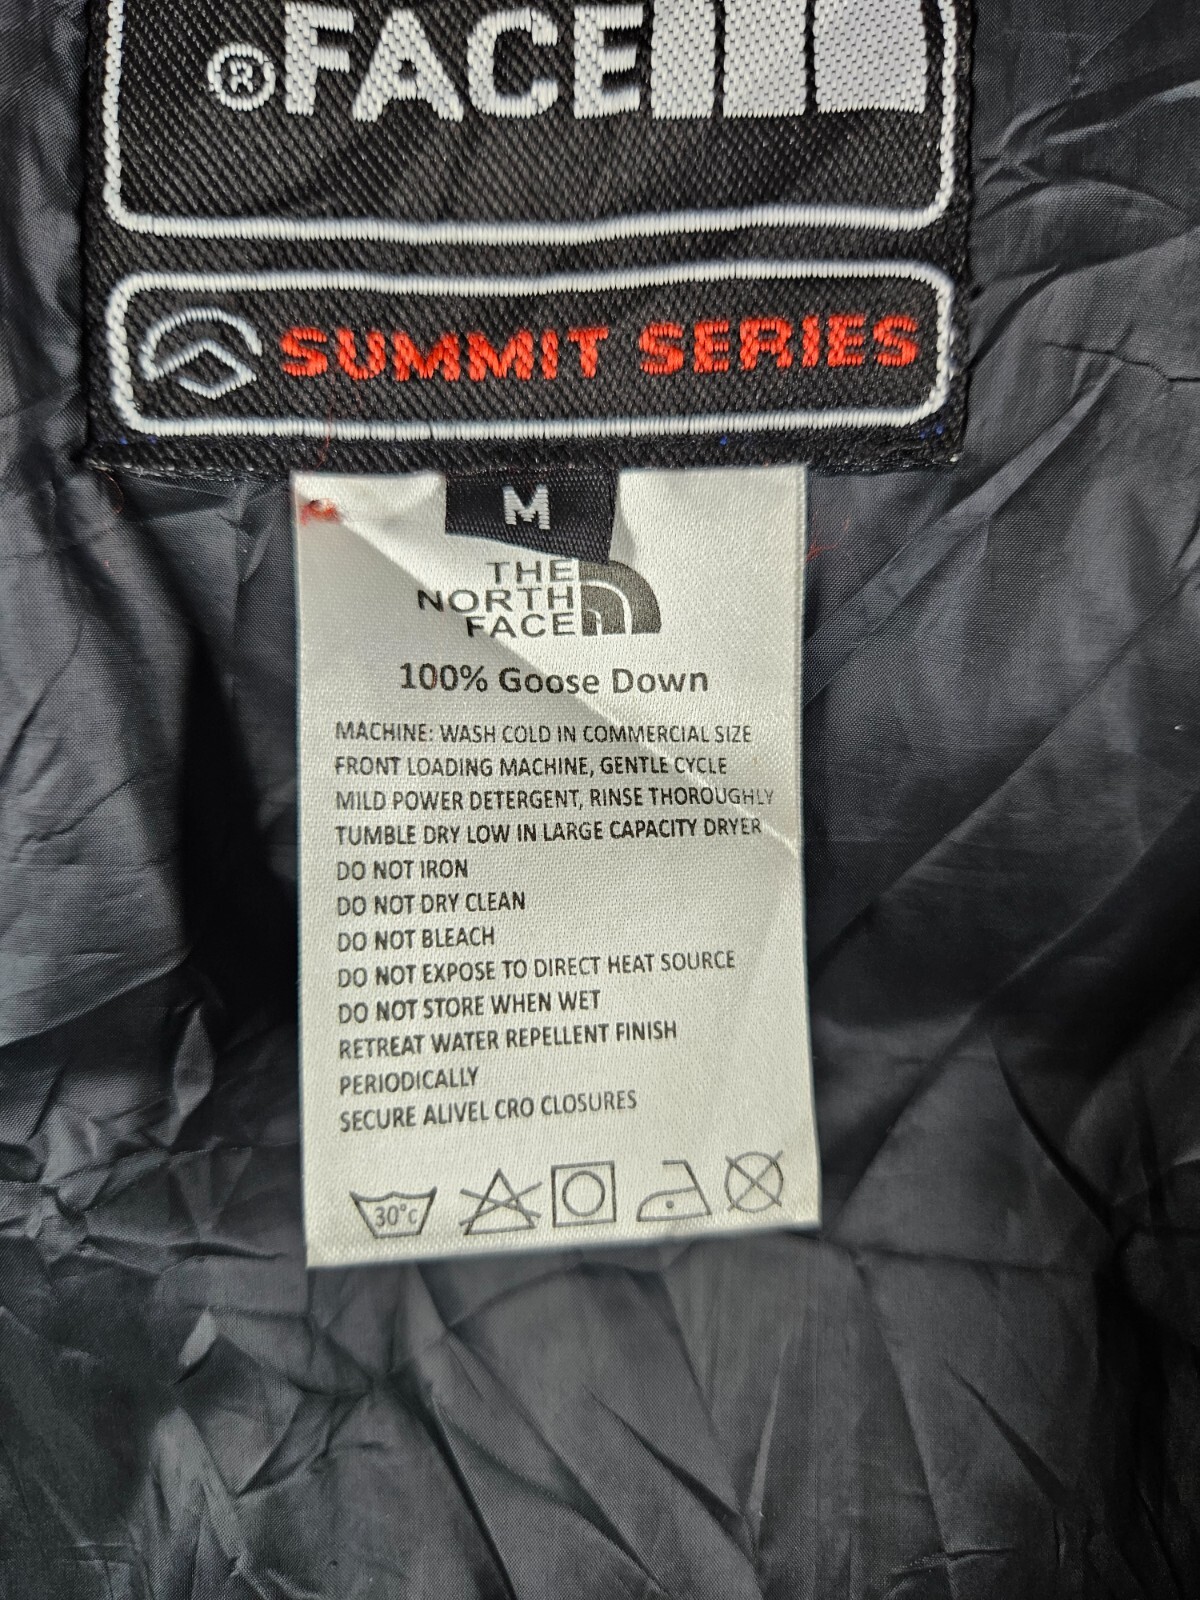 ®FACE
SUMMIT SERIES
M
THE
NORTH
FACE
100% Goose Down
MACHINE: WASH COLD IN COMMERCIAL SIZE
FRONT LOADING MACHINE, GENTLE CYCLE
MILD POWER DETERGENT, RINSE THOROUGHLY
TUMBLE DRY LOW IN LARGE CAPACITY DRYER
DO NOT IRON
DO NOT DRY CLEAN
DO NOT BLEACH
DO NOT EXPOSE TO DIRECT HEAT SOURCE
DO NOT STORE WHEN WET
RETREAT WATER REPELLENT FINISH
PERIODICALLY
SECURE ALIVEL CRO CLOSURES
30°c